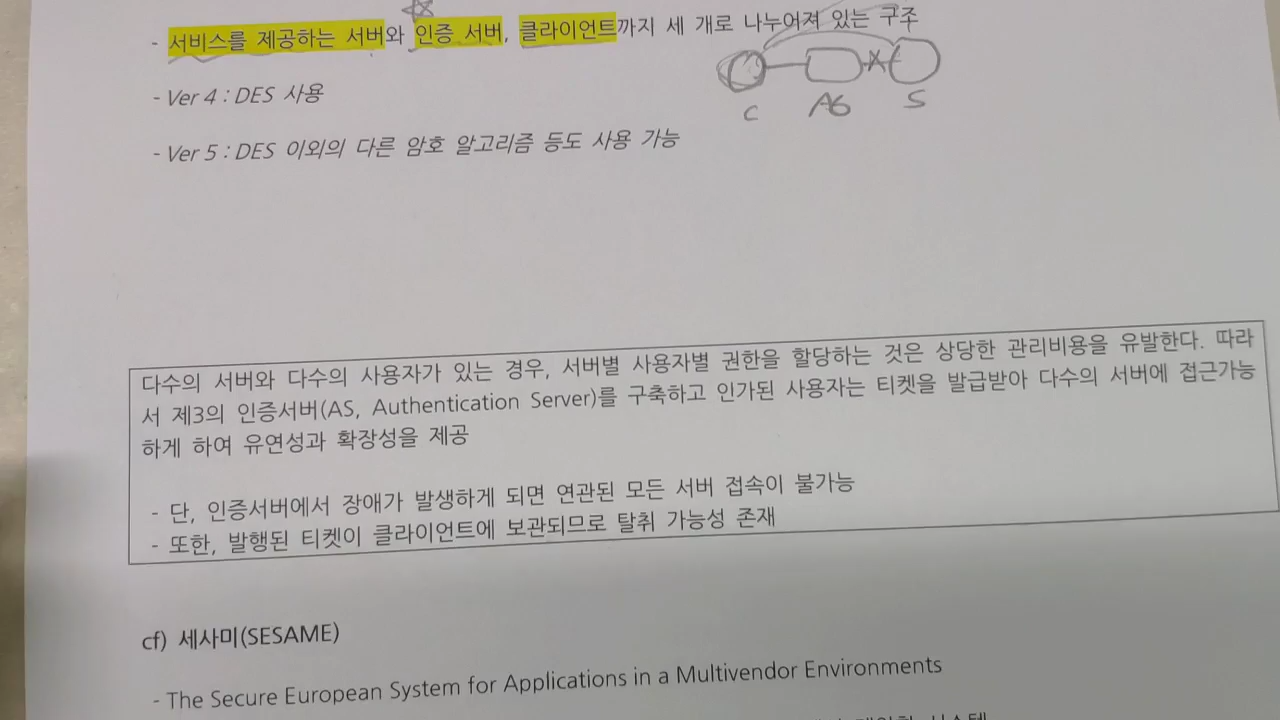 - 서비스를 제공하는 서버와 인증 서버, 클라이언트까지 세 개로 나누어져 있는 구조
C AS S
- Ver 4 : DES 사용
- Ver 5 : DES 이외의 다른 암호 알고리즘 등도 사용 가능
다수의 서버와 다수의 사용자가 있는 경우, 서버별 사용자별 권한을 할당하는 것은 상당한 관리비용을 유발한다. 따라
서 제3의 인증서버(AS, Authentication Server)를 구축하고 인가된 사용자는 티켓을 발급받아 다수의 서버에 접근가능
하게 하여 유연성과 확장성을 제공
- 단, 인증서버에서 장애가 발생하게 되면 연관된 모든 서버 접속이 불가능
- 또한, 발행된 티켓이 클라이언트에 보관되므로 탈취 가능성 존재
cf) 세사미(SESAME)
- The Secure European System for Applications in a Multivendor Environments